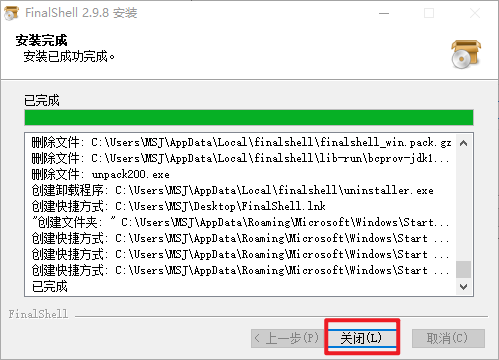 FinalShell 2.9.8 安装
安装完成
安装已成功完成。
已完成
删除文件: C:\Users\MSJ\AppData\Local\finalshell\finalshell_win.pack.gz
删除文件: C:\Users\MSJ\AppData\Local\finalshell\lib-run\bcprov-jdk1...
删除文件: unpack200.exe
创建卸载程序: C:\Users\MSJ\AppData\Local\finalshell\uninstaller.exe
创建快捷方式: C:\Users\MSJ\Desktop\FinalShell.lnk
"创建文件夹: " C:\Users\MSJ\AppData\Roaming\Microsoft\Windows\Start...
创建快捷方式: C:\Users\MSJ\AppData\Roaming\Microsoft\Windows\Start ...
创建快捷方式: C:\Users\MSJ\AppData\Roaming\Microsoft\Windows\Start ...
创建快捷方式: C:\Users\MSJ\AppData\Roaming\Microsoft\Windows\Start ...
已完成
FinalShell
< 上一步(P) 关闭(L) 取消(C)